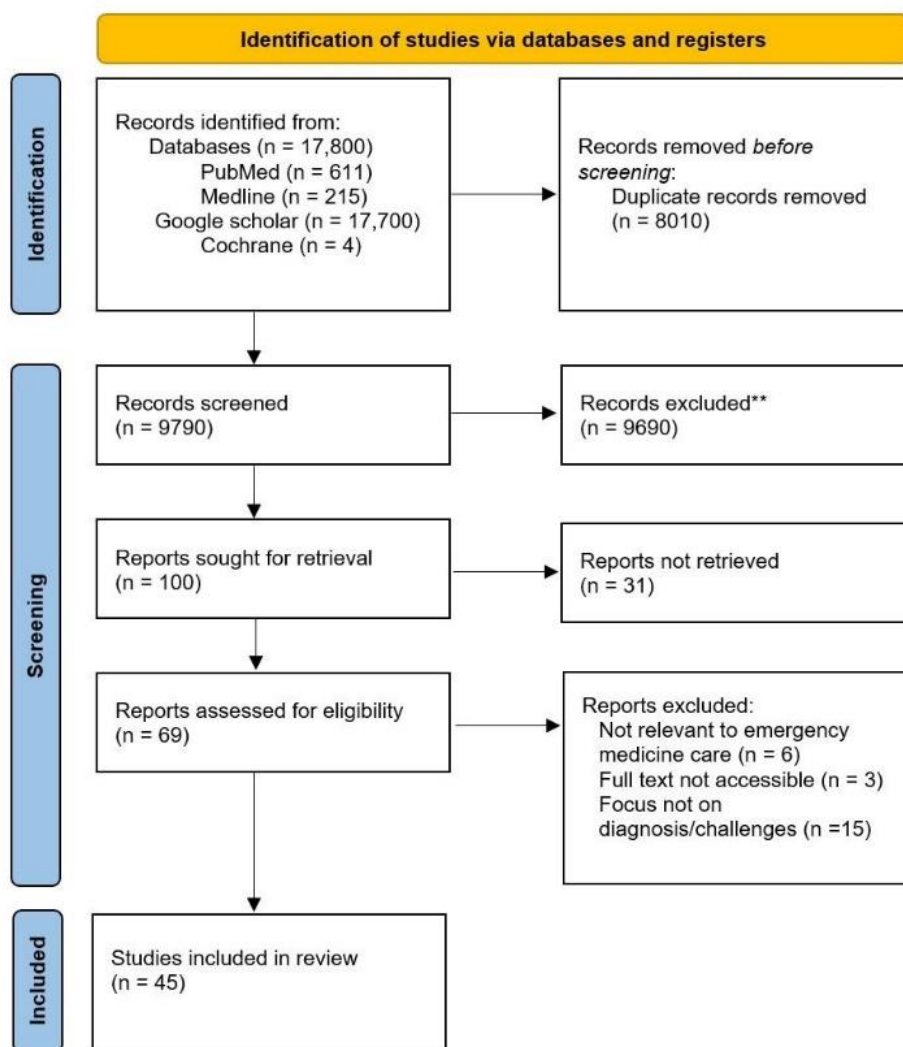 Identification of studies via databases and registers
Identification
Records identified from:
Databases (n = 17,800)
PubMed (n = 611)
Medline (n = 215)
Google scholar (n = 17,700)
Cochrane (n = 4)
Records removed before
screening:
Duplicate records removed
(n = 8010)
Screening
Records screened
(n = 9790)
Records excluded**
(n = 9690)
Reports sought for retrieval
(n = 100)
Reports not retrieved
(n = 31)
Reports assessed for eligibility
(n = 69)
Reports excluded:
Not relevant to emergency
medicine care (n = 6)
Full text not accessible (n = 3)
Focus not on
diagnosis/challenges (n =15)
Included
Studies included in review
(n = 45)